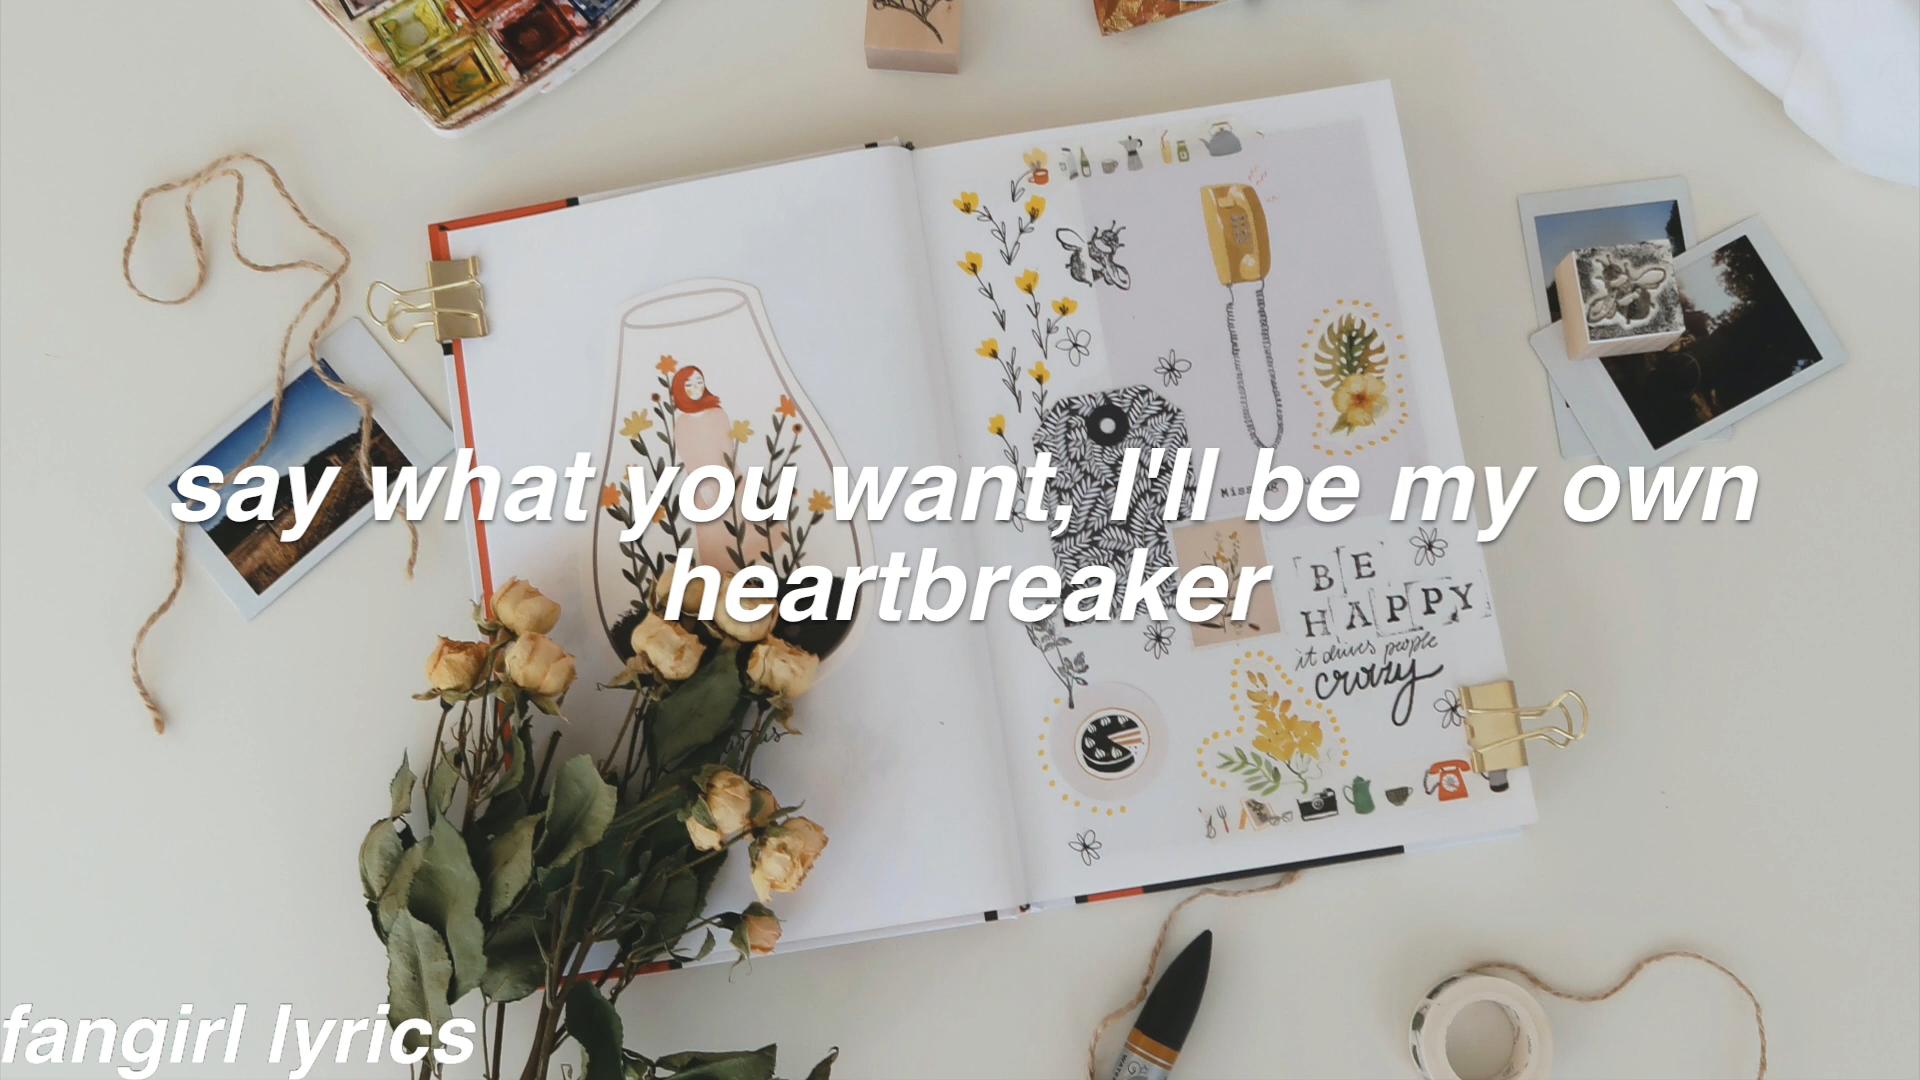 say what you want, I'll be my own
heartbreaker
BE
HAPPY
it drives people
crazy
fangirl lyrics